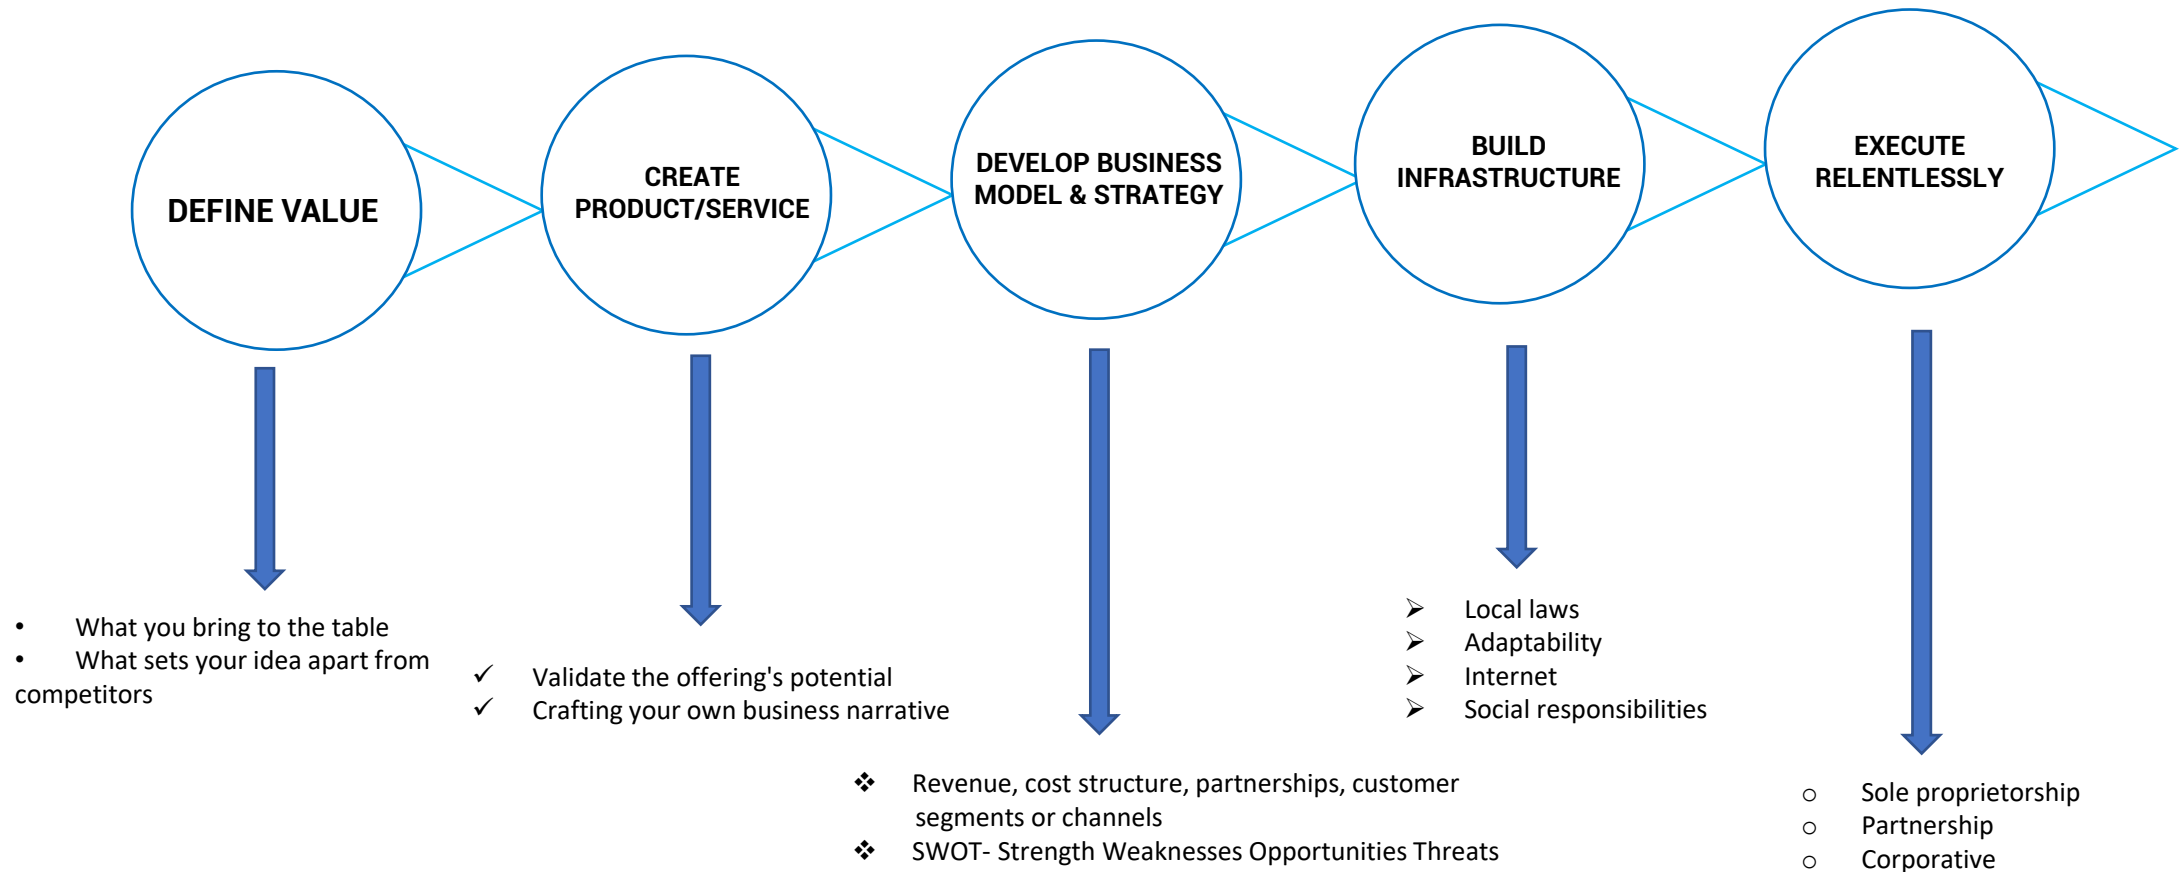 DEFINE VALUE
CREATE
PRODUCT/SERVICE
DEVELOP BUSINESS
MODEL & STRATEGY
BUILD
INFRASTRUCTURE
EXECUTE
RELENTLESSLY
• What you bring to the table
• What sets your idea apart from
competitors
✓ Validate the offering's potential
✓ Crafting your own business narrative
❖ Revenue, cost structure, partnerships, customer
segments or channels
❖ SWOT- Strength Weaknesses Opportunities Threats
➢ Local laws
➢ Adaptability
➢ Internet
➢ Social responsibilities
o Sole proprietorship
o Partnership
o Corporative